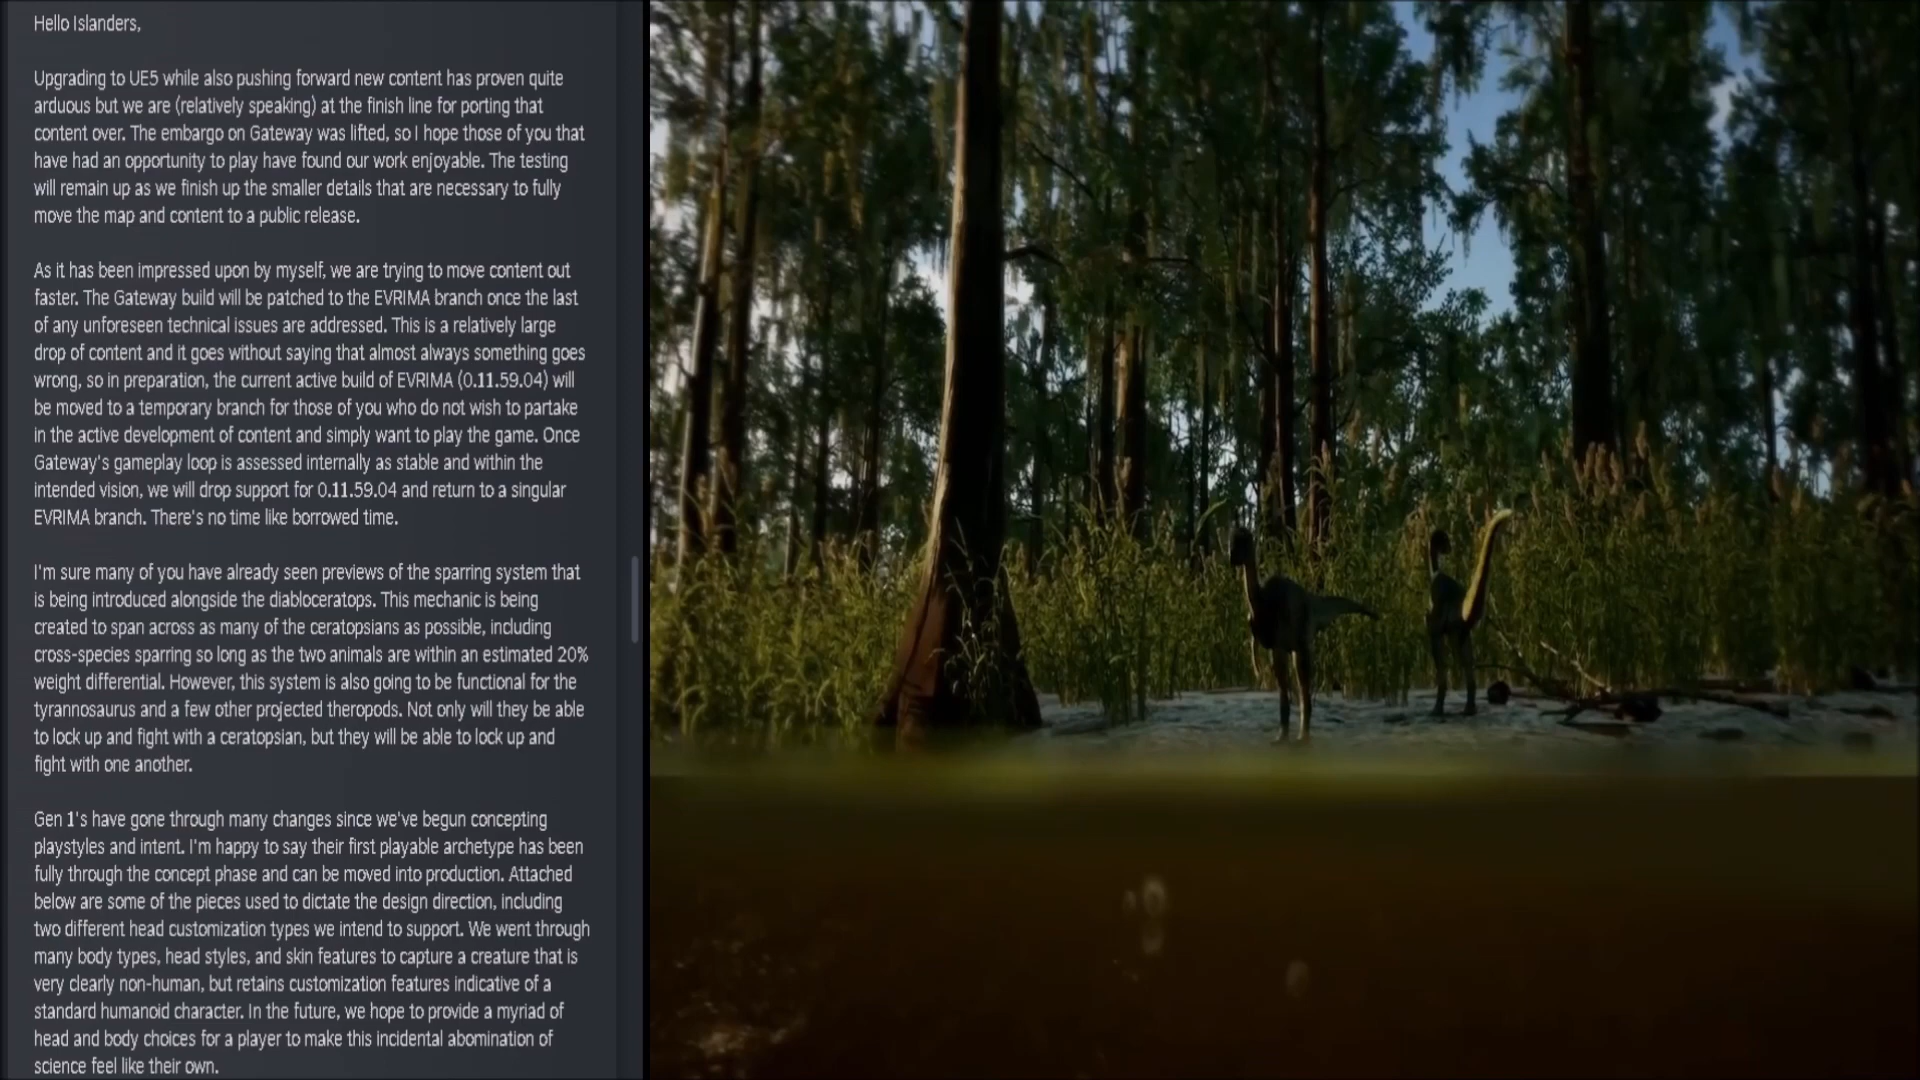 Hello Islanders,
Upgrading to UE5 while also pushing forward new content has proven quite
arduous but we are (relatively speaking) at the finish line for porting that
content over. The embargo on Gateway was lifted, so I hope those of you that
have had an opportunity to play have found our work enjoyable. The testing
will remain up as we finish up the smaller details that are necessary to fully
move the map and content to a public release.
As it has been impressed upon by myself, we are trying to move content out
faster. The Gateway build will be patched to the EVRIMA branch once the last
of any unforeseen technical issues are addressed. This is a relatively large
drop of content and it goes without saying that almost always something goes
wrong, so in preparation, the current active build of EVRIMA (0.11.59.04) will
be moved to a temporary branch for those of you who do not wish to partake
in the active development of content and simply want to play the game. Once
Gateway's gameplay loop is assessed internally as stable and within the
intended vision, we will drop support for 0.11.59.04 and return to a singular
EVRIMA branch. There's no time like borrowed time.
I'm sure many of you have already seen previews of the sparring system that
is being introduced alongside the diabloceratops. This mechanic is being
created to span across as many of the ceratopsians as possible, including
cross-species sparring so long as the two animals are within an estimated 20%
weight differential. However, this system is also going to be functional for the
tyrannosaurus and a few other projected theropods. Not only will they be able
to lock up and fight with a ceratopsian, but they will be able to lock up and
fight with one another.
Gen 1's have gone through many changes since we've begun concepting
playstyles and intent. I'm happy to say their first playable archetype has been
fully through the concept phase and can be moved into production. Attached
below are some of the pieces used to dictate the design direction, including
two different head customization types we intend to support. We went through
many body types, head styles, and skin features to capture a creature that is
very clearly non-human, but retains customization features indicative of a
standard humanoid character. In the future, we hope to provide a myriad of
head and body choices for a player to make this incidental abomination of
science feel like their own.